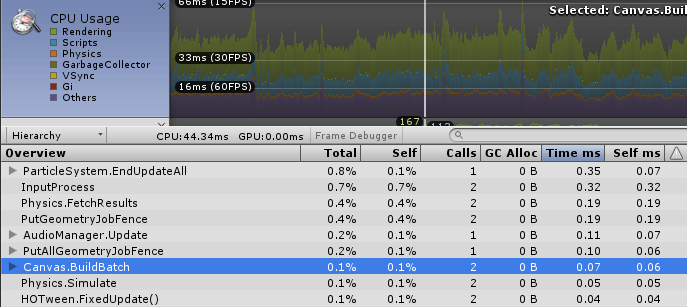 CPU Usage
Rendering
Scripts
Physics
GarbageCollector
VSync
Gi
Others
66ms (15FPS)
33ms (30FPS)
16ms (60FPS)
Selected: Canvas.Buil
167
Hierarchy CPU:44.34ms GPU:0.00ms Frame Debugger
Overview Total Self Calls GC Alloc Time ms Self ms
ParticleSystem.EndUpdateAll 0.8% 0.1% 1 0 B 0.35 0.07
InputProcess 0.7% 0.7% 2 0 B 0.32 0.32
Physics.FetchResults 0.4% 0.4% 2 0 B 0.19 0.19
PutGeometryJobFence 0.4% 0.4% 2 0 B 0.19 0.19
AudioManager.Update 0.2% 0.1% 1 0 B 0.11 0.07
PutAllGeometryJobFence 0.2% 0.1% 1 0 B 0.10 0.06
Canvas.BuildBatch 0.1% 0.1% 2 0 B 0.07 0.06
Physics.Simulate 0.1% 0.1% 2 0 B 0.05 0.05
HOTween.FixedUpdate() 0.1% 0.1% 2 0 B 0.04 0.04